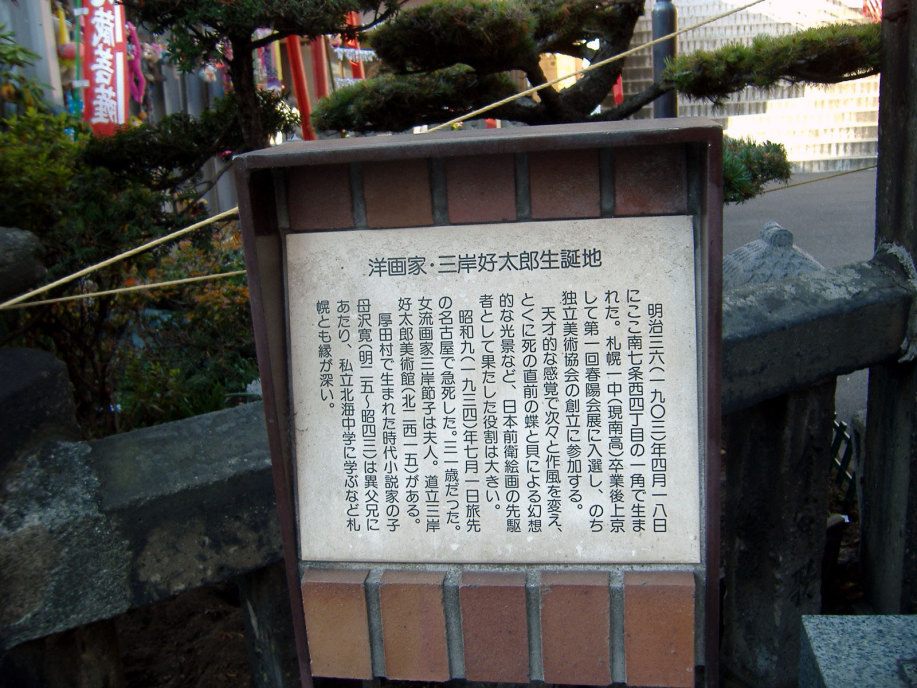 蔵菩薩
洋画家・三岸好太郎生誕地
明治三六(一九〇三)年四月一八日
にここ南七条西四丁目の一角で生ま
れた。札幌一中(現南高)卒業後上京
して第一回春陽会展に入選し、のち
独立美術協会の創立に参加する。
天才的な感覚で次々と作風を変え、
とくに死の直前の蝶と貝による幻想
的な光景など、日本前衛絵画の先駆
者として果たした役割は大きい。
昭和九(一九三四)年七月一日旅先
の名古屋で急死した。三一歳だった。
女流画家三岸節子は夫人。道立三岸
好太郎美術館(北二西一五)がある。
厚田村で生まれた時代小説家の子
母沢寛(明二五〜昭四三)は異父兄に
あたり、私立北海中学に学ぶなど札
幌とも縁が深い。